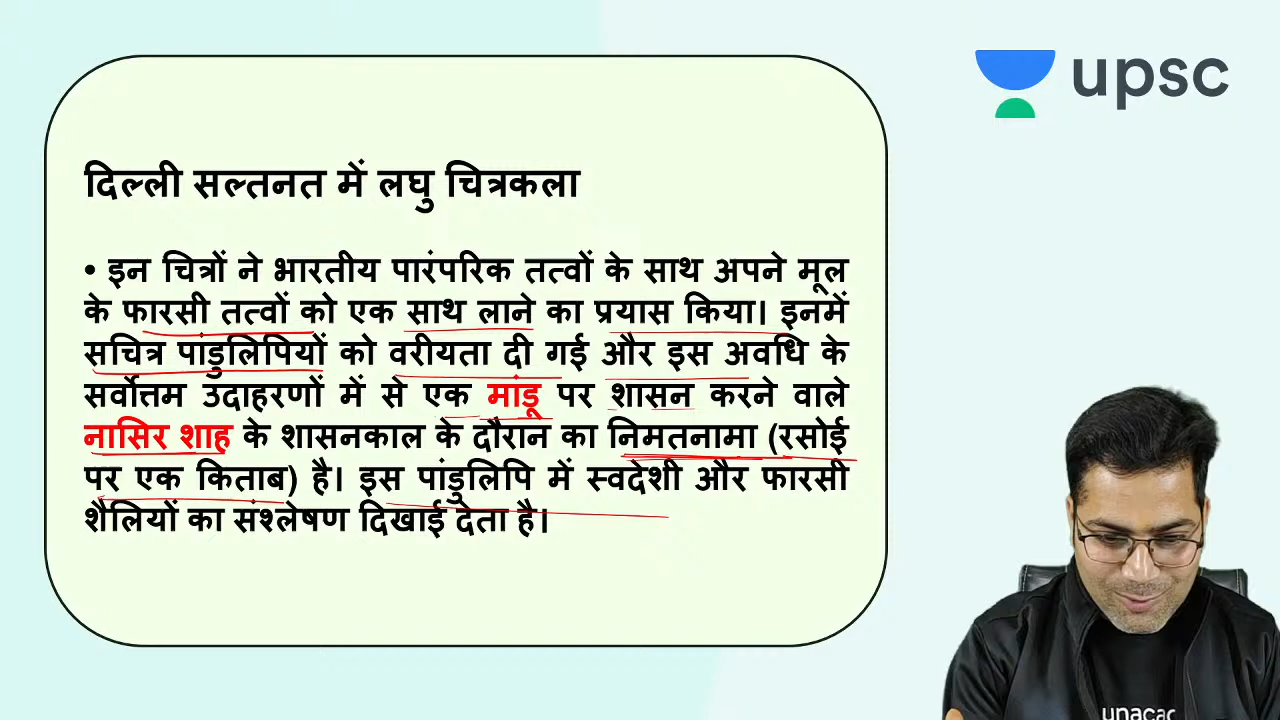 upsc
दिल्ली सल्तनत में लघु चित्रकला
• इन चित्रों ने भारतीय पारंपरिक तत्वों के साथ अपने मूल
के फारसी तत्वों को एक साथ लाने का प्रयास किया। इनमें
सचित्र पांडुलिपियों को वरीयता दी गई और इस अवधि के
सर्वोत्तम उदाहरणों में से एक मांडू पर शासन करने वाले
नासिर शाह के शासनकाल के दौरान का निमतनामा (रसोई
पर एक किताब) है। इस पांडुलिपि में स्वदेशी और फारसी
शैलियों का संश्लेषण दिखाई देता है।
unacac